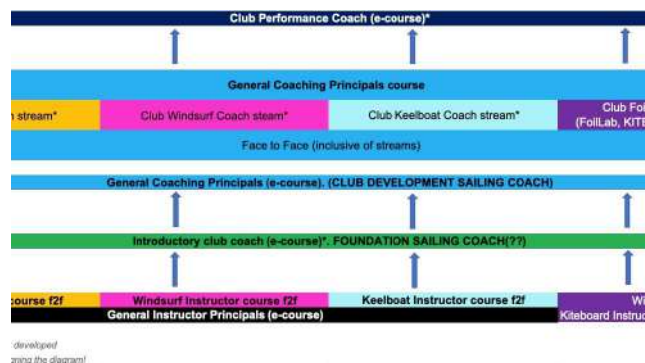 Club Performance Coach (e-course)*
General Coaching Principals course
stream*
Club Windsurf Coach steam*
Club Keelboat Coach stream*
Club Foi
(FoilLab, KITE
Face to Face (inclusive of streams)
General Coaching Principals (e-course). (CLUB DEVELOPMENT SAILING COACH)
Introductory club coach (e-course)*. FOUNDATION SAILING COACH(??)
course f2f
Windsurf Instructor course f2f
Keelboat Instructor course f2f
Wi
General Instructor Principals (e-course)
Kiteboard Instruc
developed
gning the diagram!